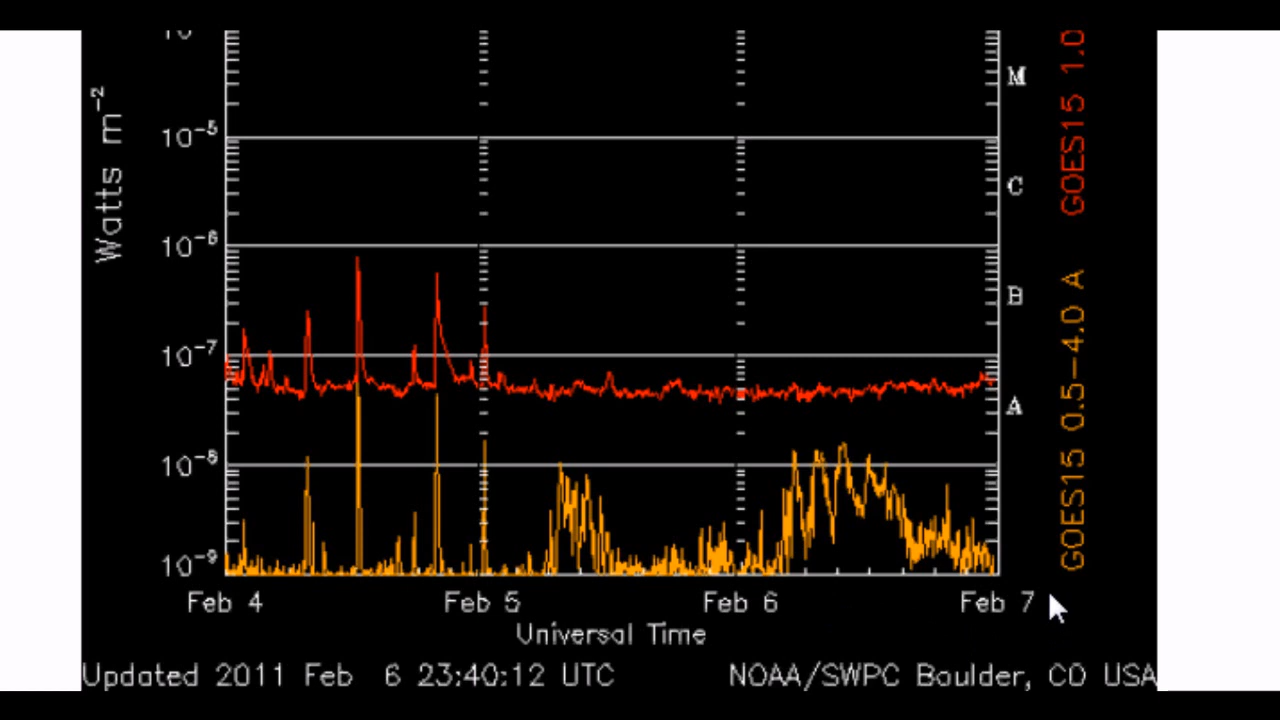 Watts m⁻²
10⁻⁵
10⁻⁶
10⁻⁷
10⁻⁸
10⁻⁹
M
C
B
A
GOES15 1.0
GOES15 0.5-4.0 A
Feb 4 Feb 5 Feb 6 Feb 7
Universal Time
Updated 2011 Feb 6 23:40:12 UTC NOAA/SWPC Boulder, CO USA